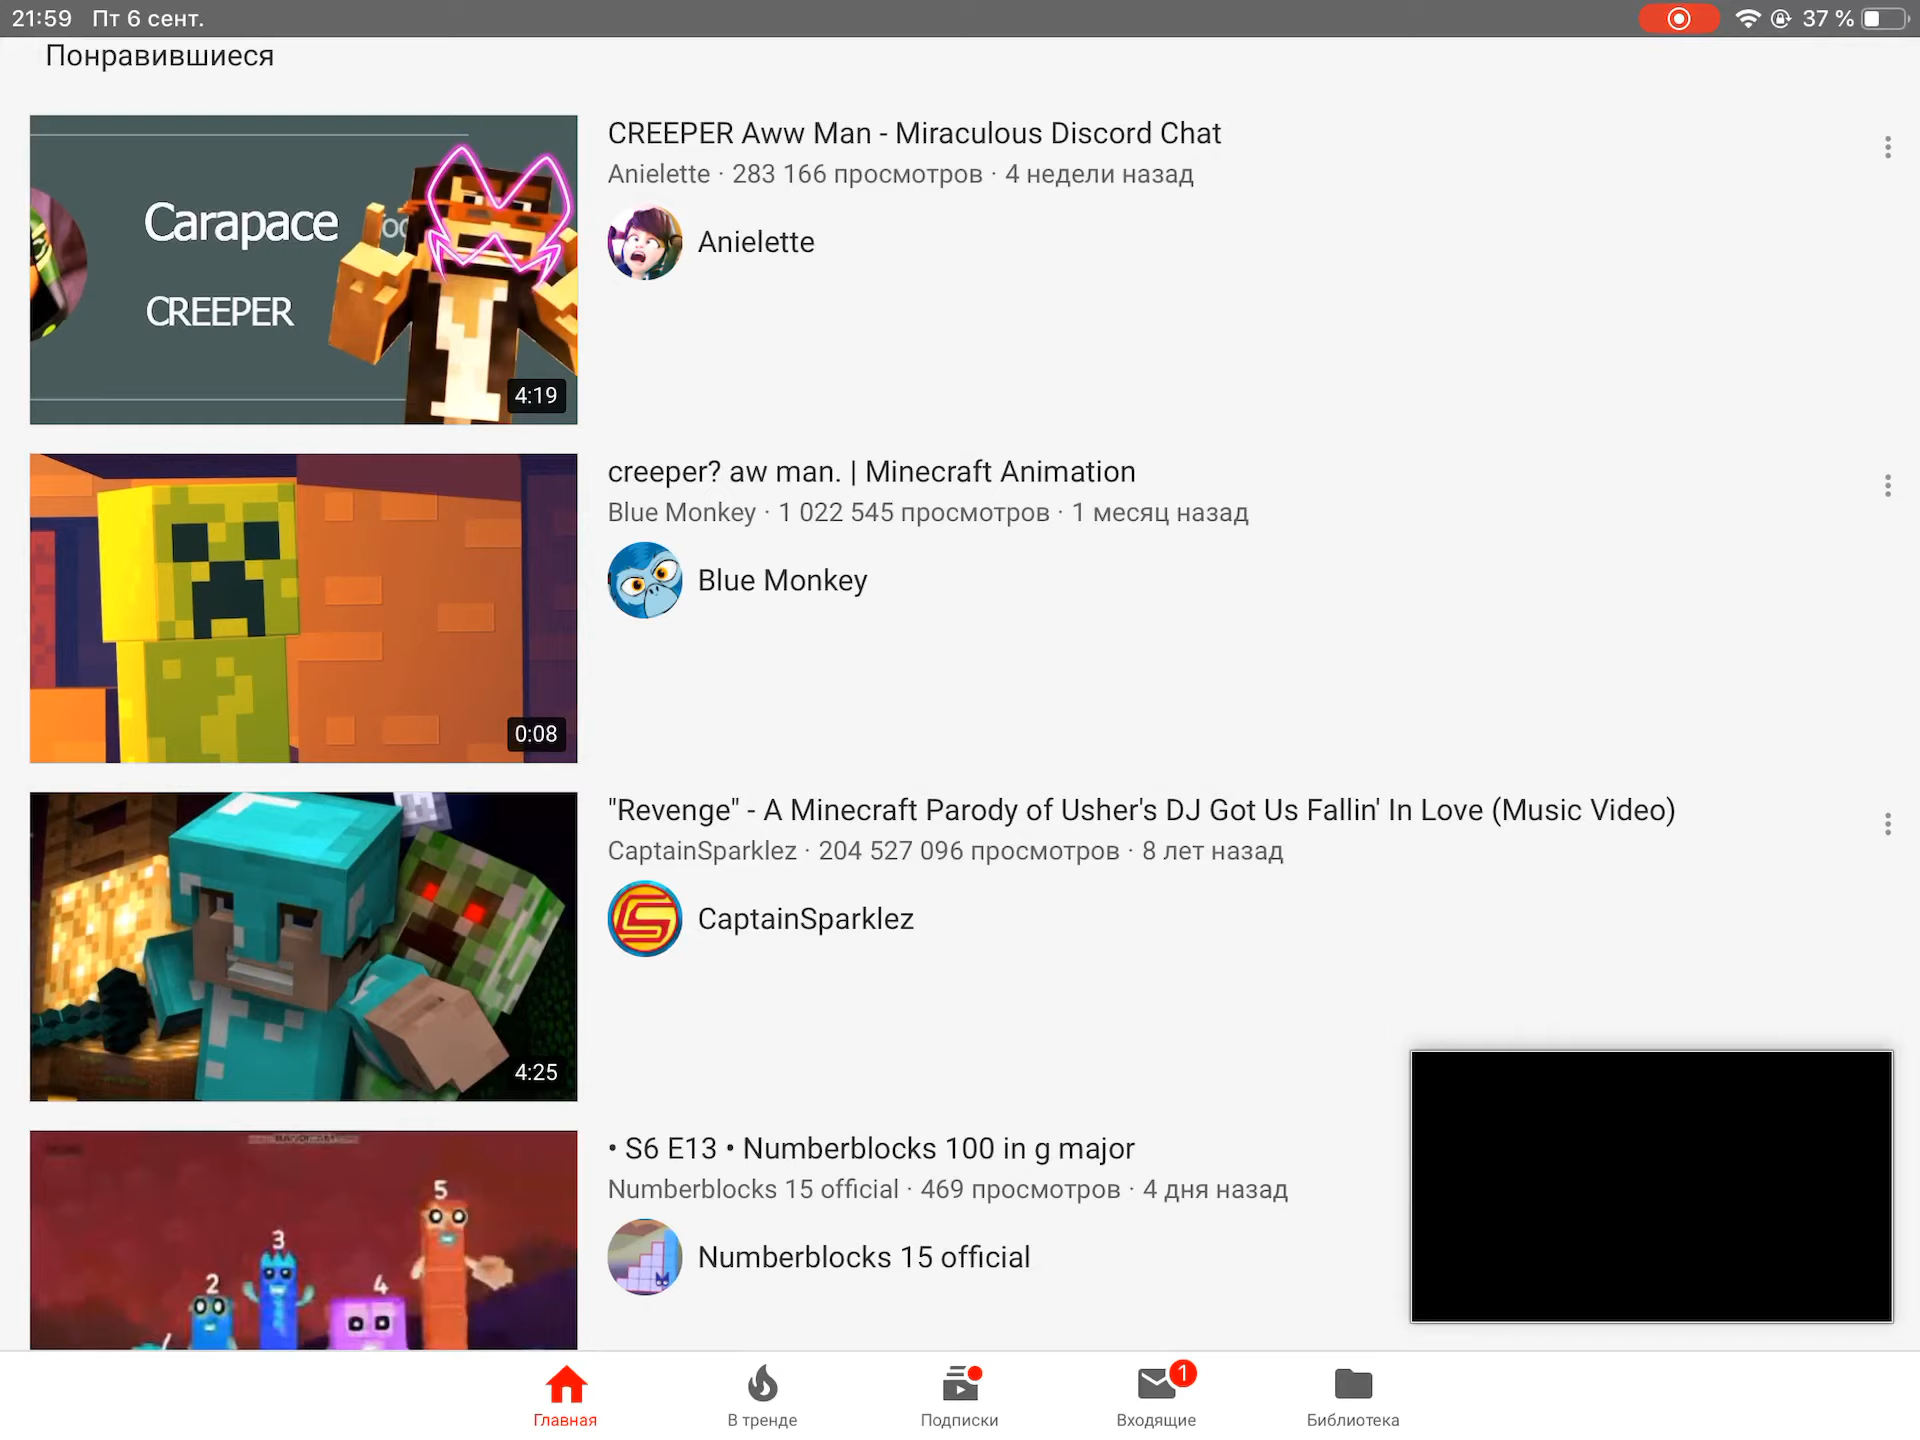 21:59 Пт 6 сент. 37 %
Понравившиеся
Carapace
CREEPER
4:19
CREEPER Aww Man - Miraculous Discord Chat
Anielette · 283 166 просмотров · 4 недели назад
Anielette
0:08
creeper? aw man. | Minecraft Animation
Blue Monkey · 1 022 545 просмотров · 1 месяц назад
Blue Monkey
4:25
"Revenge" - A Minecraft Parody of Usher's DJ Got Us Fallin' In Love (Music Video)
CaptainSparklez · 204 527 096 просмотров · 8 лет назад
CaptainSparklez
2 3 4 5
• S6 E13 • Numberblocks 100 in g major
Numberblocks 15 official · 469 просмотров · 4 дня назад
Numberblocks 15 official
1
Главная В тренде Подписки Входящие Библиотека